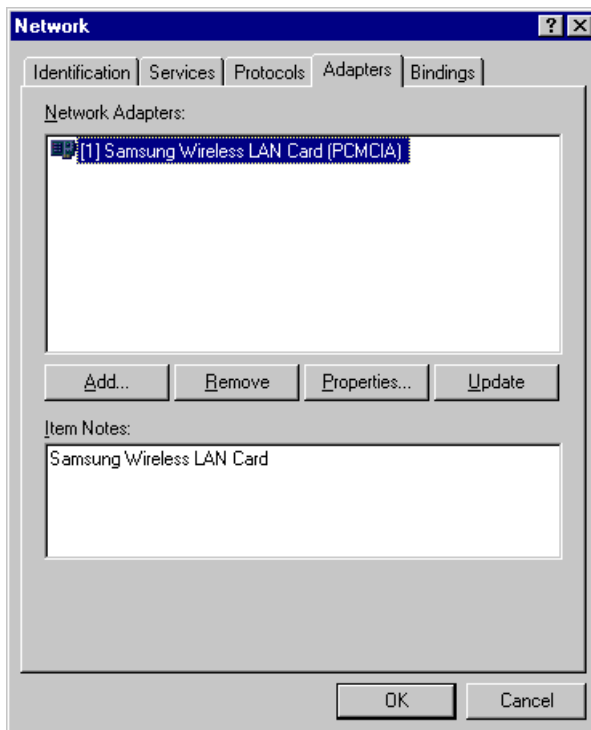 Network
Identification Services Protocols Adapters Bindings
Network Adapters:
[1] Samsung Wireless LAN Card (PCMCIA)
Add... Remove Properties... Update
Item Notes:
Samsung Wireless LAN Card
OK Cancel